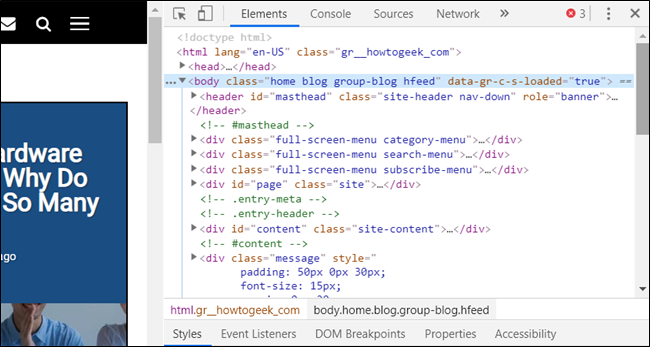 Elements Console Sources Network » 3
<!doctype html>
<html lang="en-US" class="gr__howtogeek_com">
<head>…</head>
<body class="home blog group-blog hfeed" data-gr-c-s-loaded="true"> ==
<header id="masthead" class="site-header nav-down" role="banner">…
</header>
<!-- #masthead -->
<div class="full-screen-menu category-menu">…</div>
<div class="full-screen-menu search-menu">…</div>
<div class="full-screen-menu subscribe-menu">…</div>
<div id="page" class="site">…</div>
<!-- .entry-meta -->
<!-- .entry-header -->
<div id="content" class="site-content">…</div>
<!-- #content -->
<div class="message" style="
padding: 50px 0px 30px;
font-size: 15px;
html.gr__howtogeek_com body.home.blog.group-blog.hfeed
Styles Event Listeners DOM Breakpoints Properties Accessibility
ardware
Why Do
So Many
ago